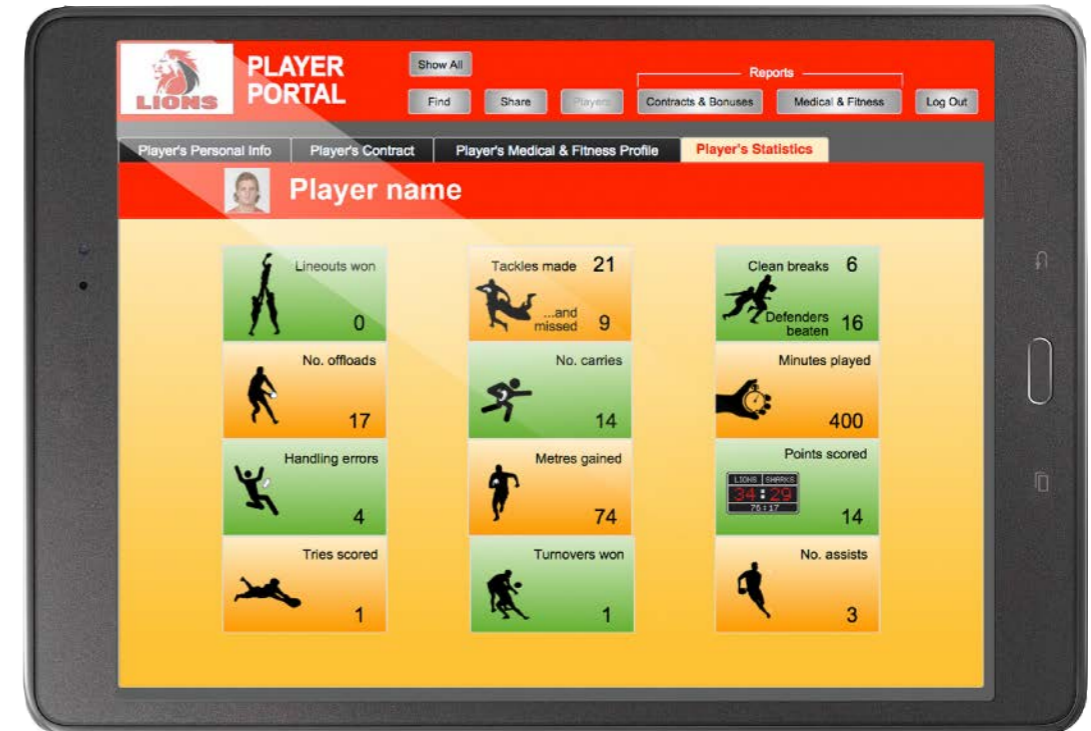 LIONS
PLAYER
PORTAL
Show All
Reports
Find Share Players Contracts & Bonuses Medical & Fitness Log Out
Player's Personal Info Player's Contract Player's Medical & Fitness Profile Player's Statistics
Player name
Lineouts won
0
Tackles made 21
...and
missed 9
Clean breaks 6
Defenders
beaten 16
No. offloads
17
No. carries
14
Minutes played
400
Handling errors
4
Metres gained
74
Points scored
LIONS SHARKS
34:29
76:17
14
Tries scored
1
Turnovers won
1
No. assists
3